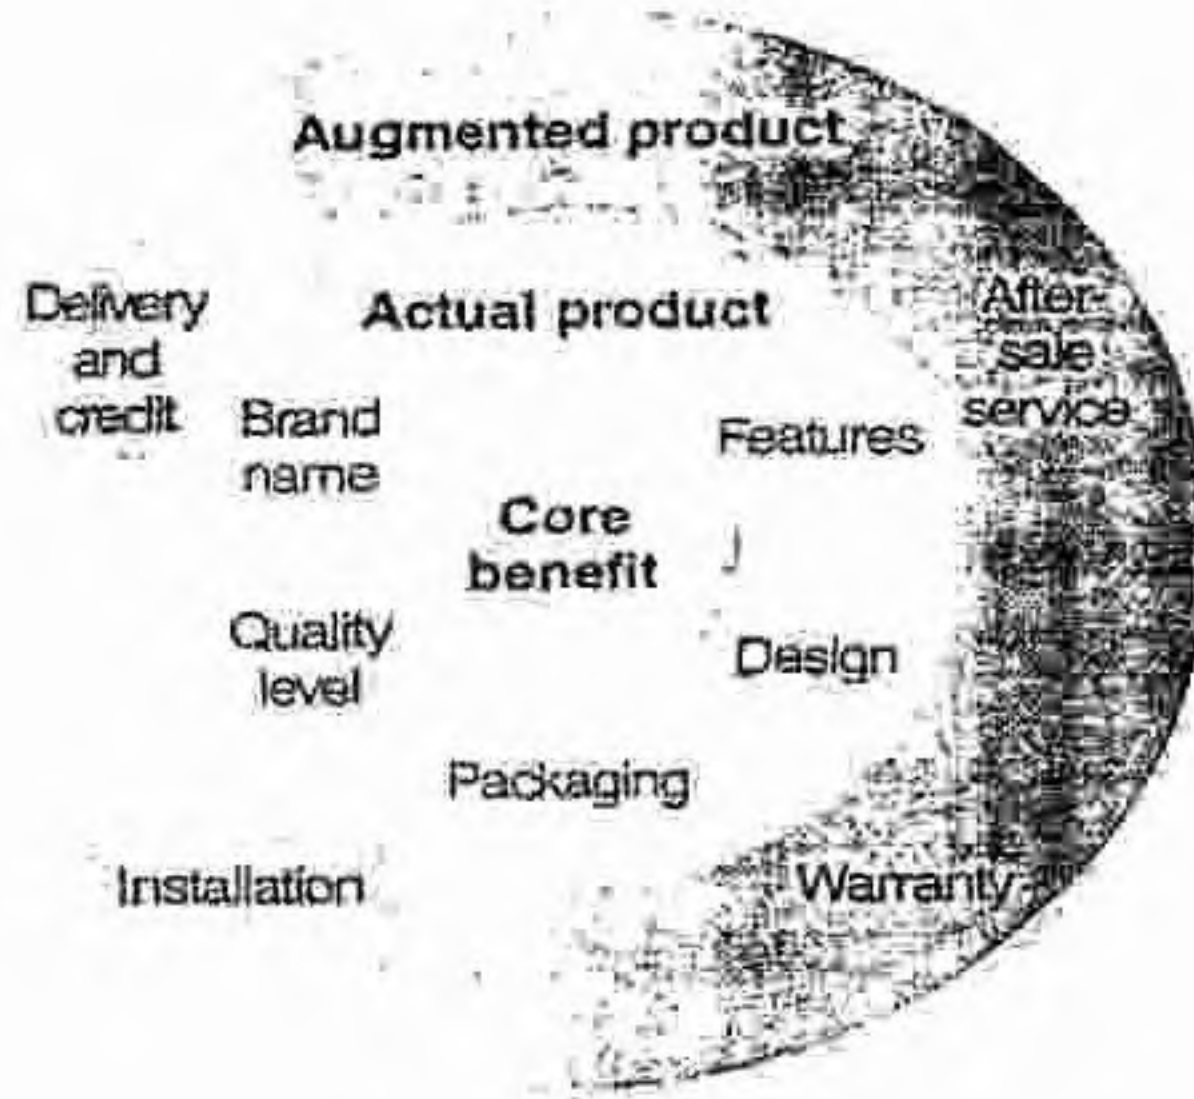 Augmented product
Actual product
Delivery
and
credit
After-
sale
service
Brand
name
Features
Core
benefit
Quality
level
Design
Packaging
Installation
Warranty